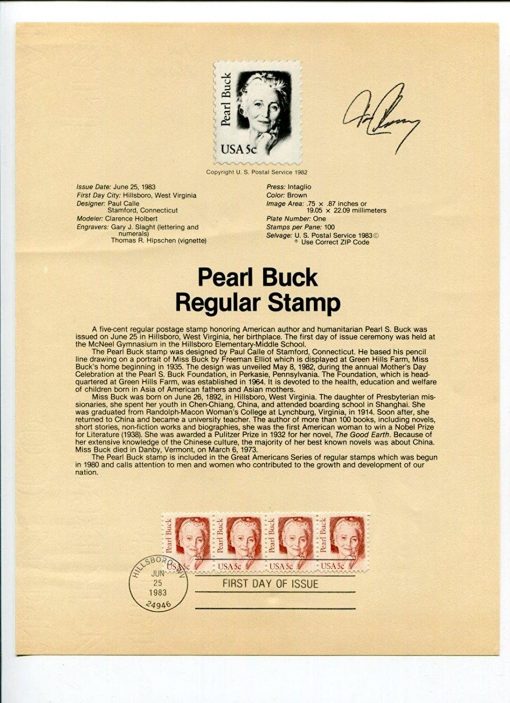 Pearl Buck
USA 5c
Copyright U. S. Postal Service 1982
Issue Date: June 25, 1983
First Day City: Hillsboro, West Virginia
Designer: Paul Calle
Stamford, Connecticut
Modeler: Clarence Holbert
Engravers: Gary J. Slaght (lettering and
numerals)
Thomas R. Hipschen (vignette)
Press: Intaglio
Color: Brown
Image Area: .75 × .87 inches or
19.05 × 22.09 millimeters
Plate Number: One
Stamps per Pane: 100
Selvage: U. S. Postal Service 1983©
® Use Correct ZIP Code
Pearl Buck
Regular Stamp
A five-cent regular postage stamp honoring American author and humanitarian Pearl S. Buck was
issued on June 25 in Hillsboro, West Virginia, her birthplace. The first day of issue ceremony was held at
the McNeel Gymnasium in the Hillsboro Elementary-Middle School.
The Pearl Buck stamp was designed by Paul Calle of Stamford, Connecticut. He based his pencil
line drawing on a portrait of Miss Buck by Freeman Elliot which is displayed at Green Hills Farm, Miss
Buck's home beginning in 1935. The design was unveiled May 8, 1982, during the annual Mother's Day
Celebration at the Pearl S. Buck Foundation, in Perkasie, Pennsylvania. The Foundation, which is head-
quartered at Green Hills Farm, was established in 1964. It is devoted to the health, education and welfare
of children born in Asia of American fathers and Asian mothers.
Miss Buck was born on June 26, 1892, in Hillsboro, West Virginia. The daughter of Presbyterian mis-
sionaries, she spent her youth in Chen-Chiang, China, and attended boarding school in Shanghai. She
was graduated from Randolph-Macon Woman's College at Lynchburg, Virginia, in 1914. Soon after, she
returned to China and became a university teacher. The author of more than 100 books, including novels,
short stories, non-fiction works and biographies, she was the first American woman to win a Nobel Prize
for Literature (1938). She was awarded a Pulitzer Prize in 1932 for her novel, The Good Earth. Because of
her extensive knowledge of the Chinese culture, the majority of her best known novels was about China.
Miss Buck died in Danby, Vermont, on March 6, 1973.
The Pearl Buck stamp is included in the Great Americans Series of regular stamps which was begun
in 1980 and calls attention to men and women who contributed to the growth and development of our
nation.
Pearl Buck Pearl Buck Pearl Buck Pearl Buck
USA 5c USA 5c USA 5c USA 5c
HILLSBORO, WV
JUN
25
1983
24946
FIRST DAY OF ISSUE